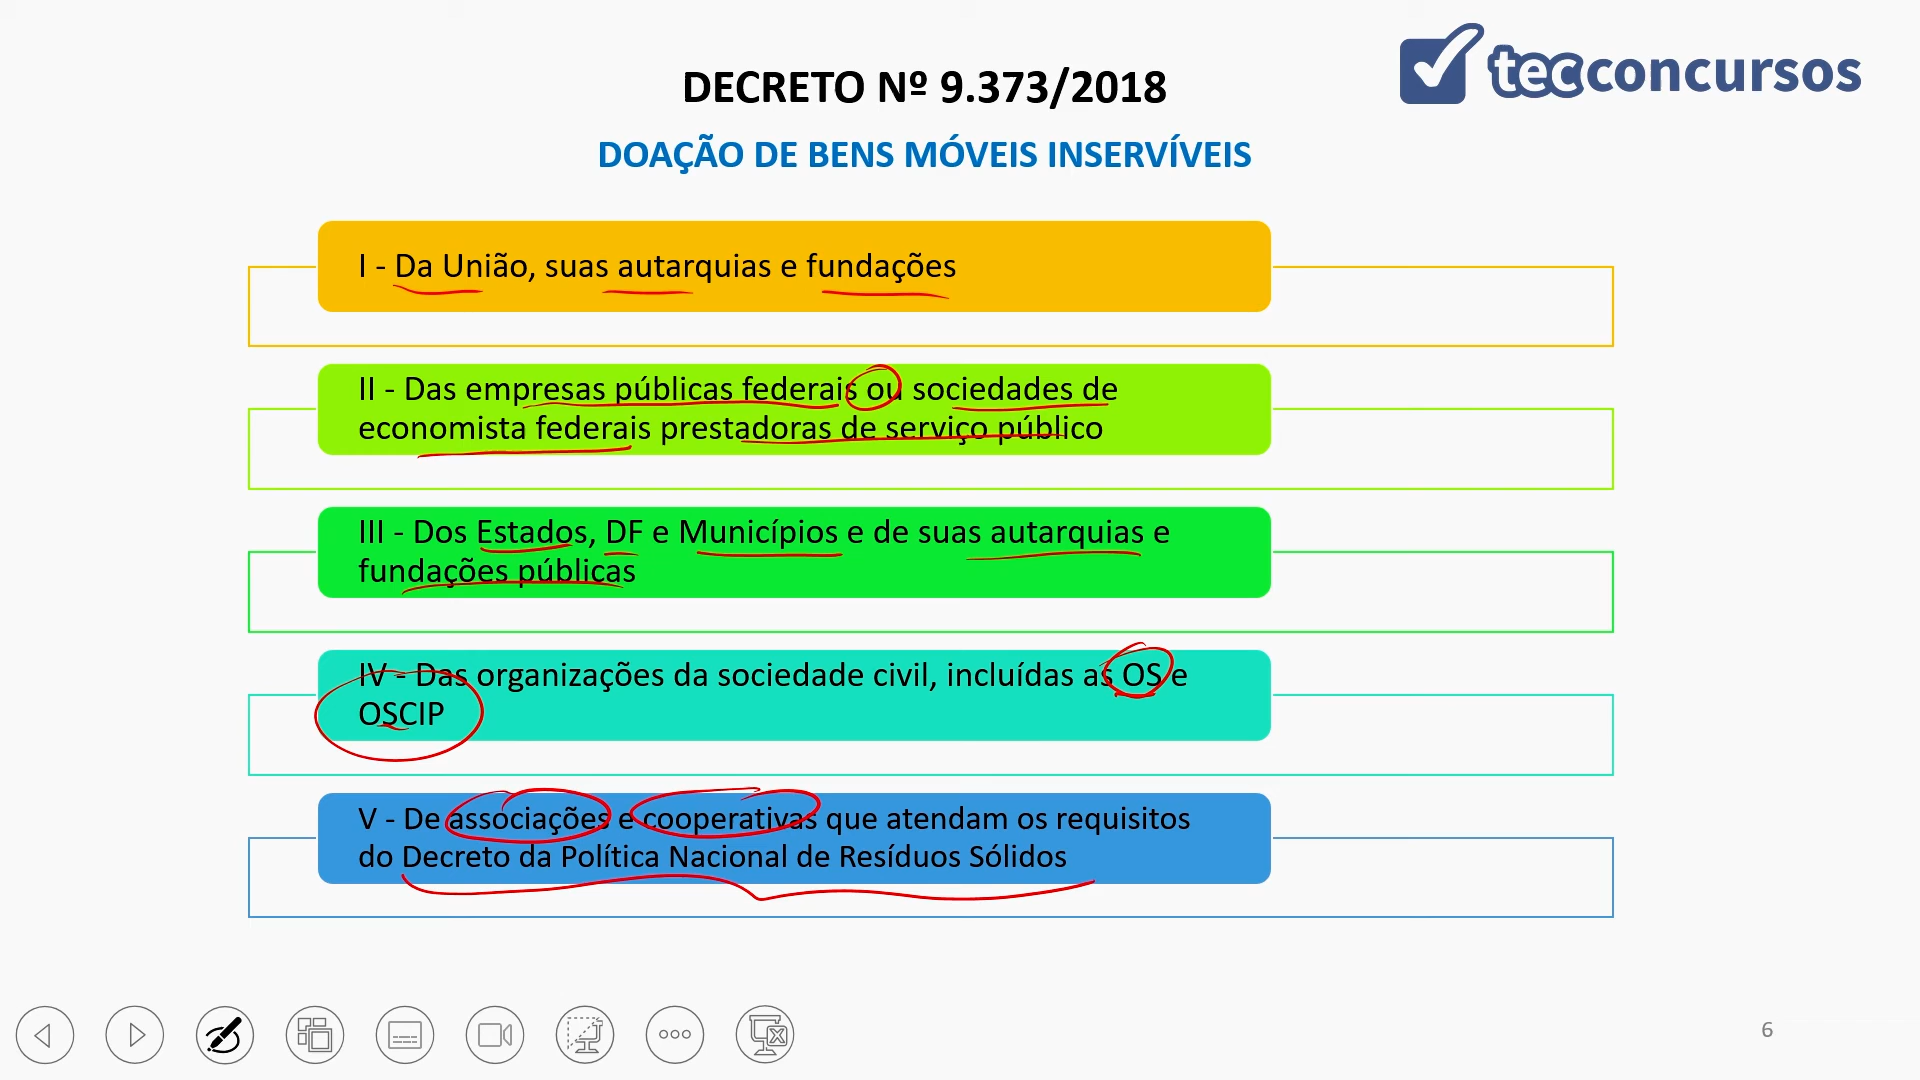 tecconcursos
DECRETO Nº 9.373/2018
DOAÇÃO DE BENS MÓVEIS INSERVÍVEIS
I - Da União, suas autarquias e fundações
II - Das empresas públicas federais ou sociedades de
economista federais prestadoras de serviço público
III - Dos Estados, DF e Municípios e de suas autarquias e
fundações públicas
IV - Das organizações da sociedade civil, incluídas as OS e
OSCIP
V - De associações e cooperativas que atendam os requisitos
do Decreto da Política Nacional de Resíduos Sólidos
6